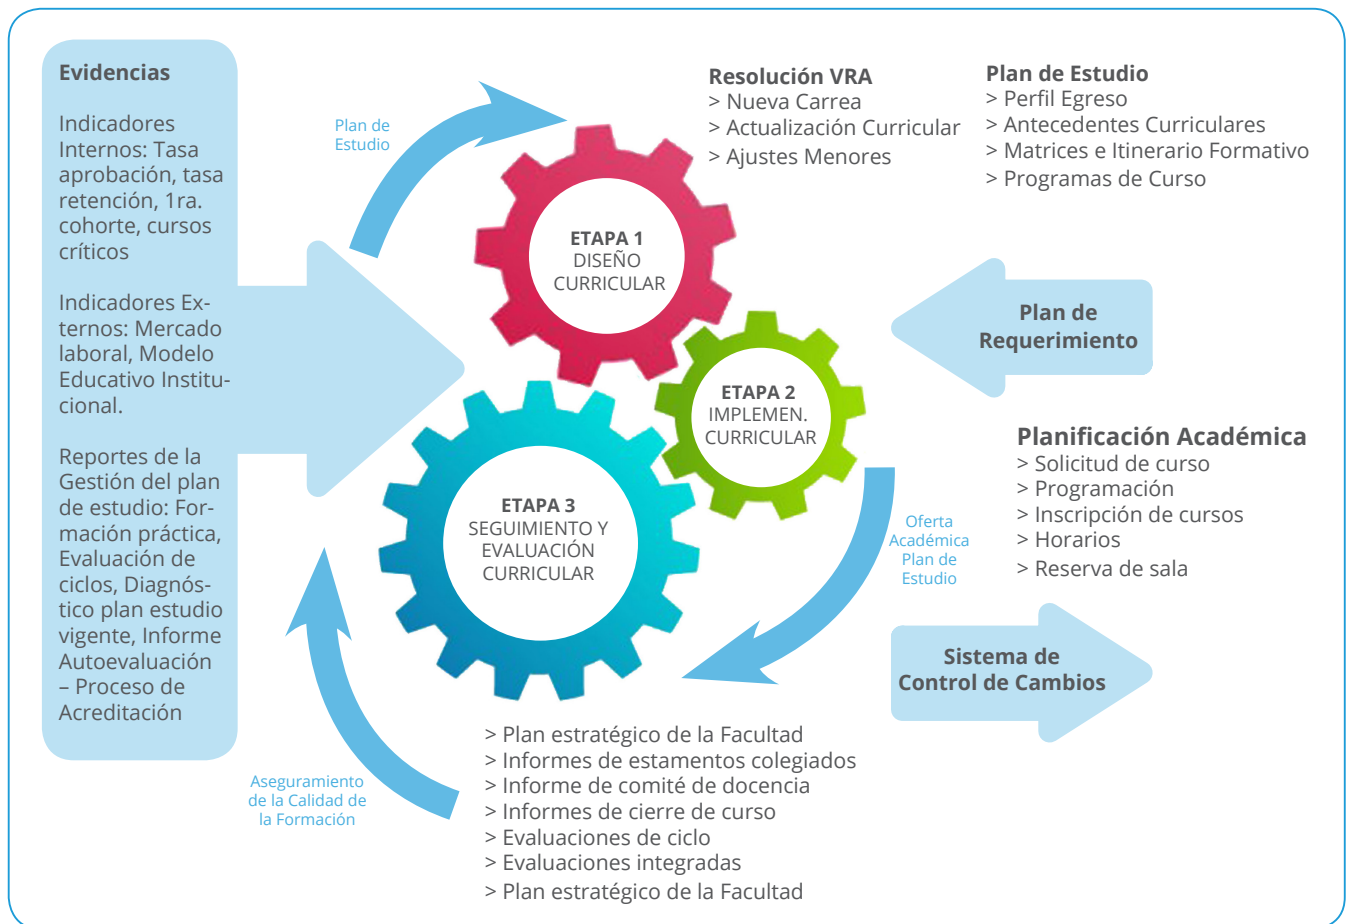 Evidencias
Indicadores
Internos: Tasa
aprobación, tasa
retención, 1ra.
cohorte, cursos
críticos
Indicadores Ex-
ternos: Mercado
laboral, Modelo
Educativo Institu-
cional.
Reportes de la
Gestión del plan
de estudio: For-
mación práctica,
Evaluación de
ciclos, Diagnós-
tico plan estudio
vigente, Informe
Autoevaluación
– Proceso de
Acreditación
Plan de
Estudio
Resolución VRA
> Nueva Carrea
> Actualización Curricular
> Ajustes Menores
Plan de Estudio
> Perfil Egreso
> Antecedentes Curriculares
> Matrices e Itinerario Formativo
> Programas de Curso
ETAPA 1
DISEÑO
CURRICULAR
Plan de
Requerimiento
ETAPA 2
IMPLEMEN.
CURRICULAR
Planificación Académica
> Solicitud de curso
> Programación
> Inscripción de cursos
> Horarios
> Reserva de sala
ETAPA 3
SEGUIMIENTO Y
EVALUACIÓN
CURRICULAR
Oferta
Académica
Plan de
Estudio
Sistema de
Control de Cambios
> Plan estratégico de la Facultad
> Informes de estamentos colegiados
> Informe de comité de docencia
> Informes de cierre de curso
> Evaluaciones de ciclo
> Evaluaciones integradas
> Plan estratégico de la Facultad
Aseguramiento
de la Calidad de
la Formación